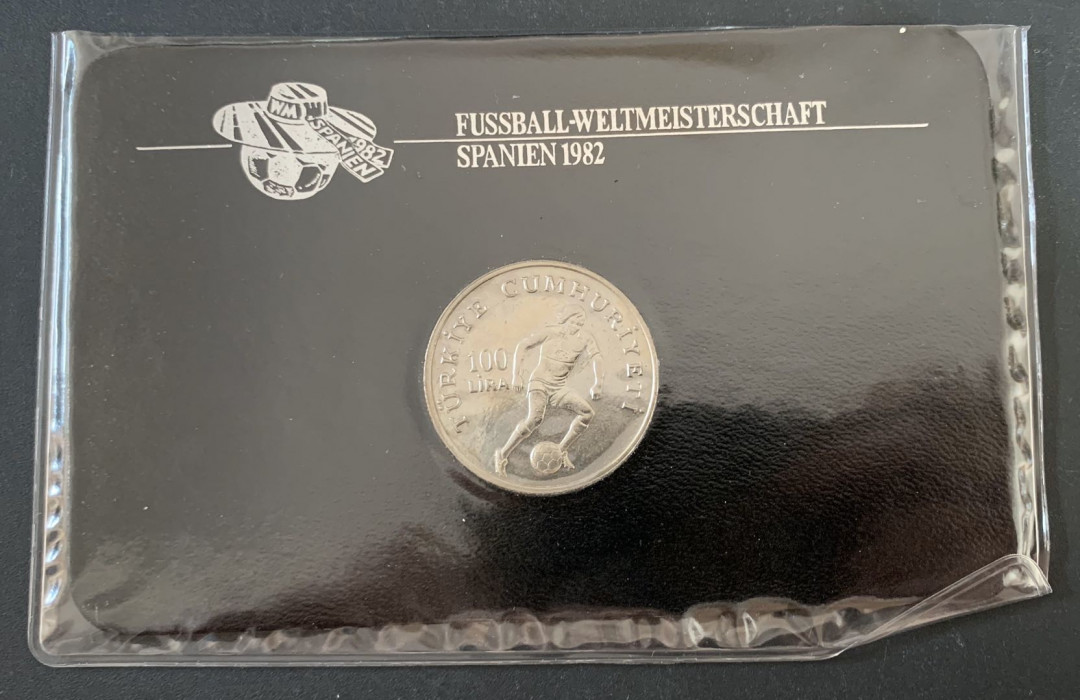 WM
SPANIEN
1982
FUSSBALL-WELTMEISTERSCHAFT
SPANIEN 1982
TÜRKİYE CUMHURİYETİ
100
LİRA